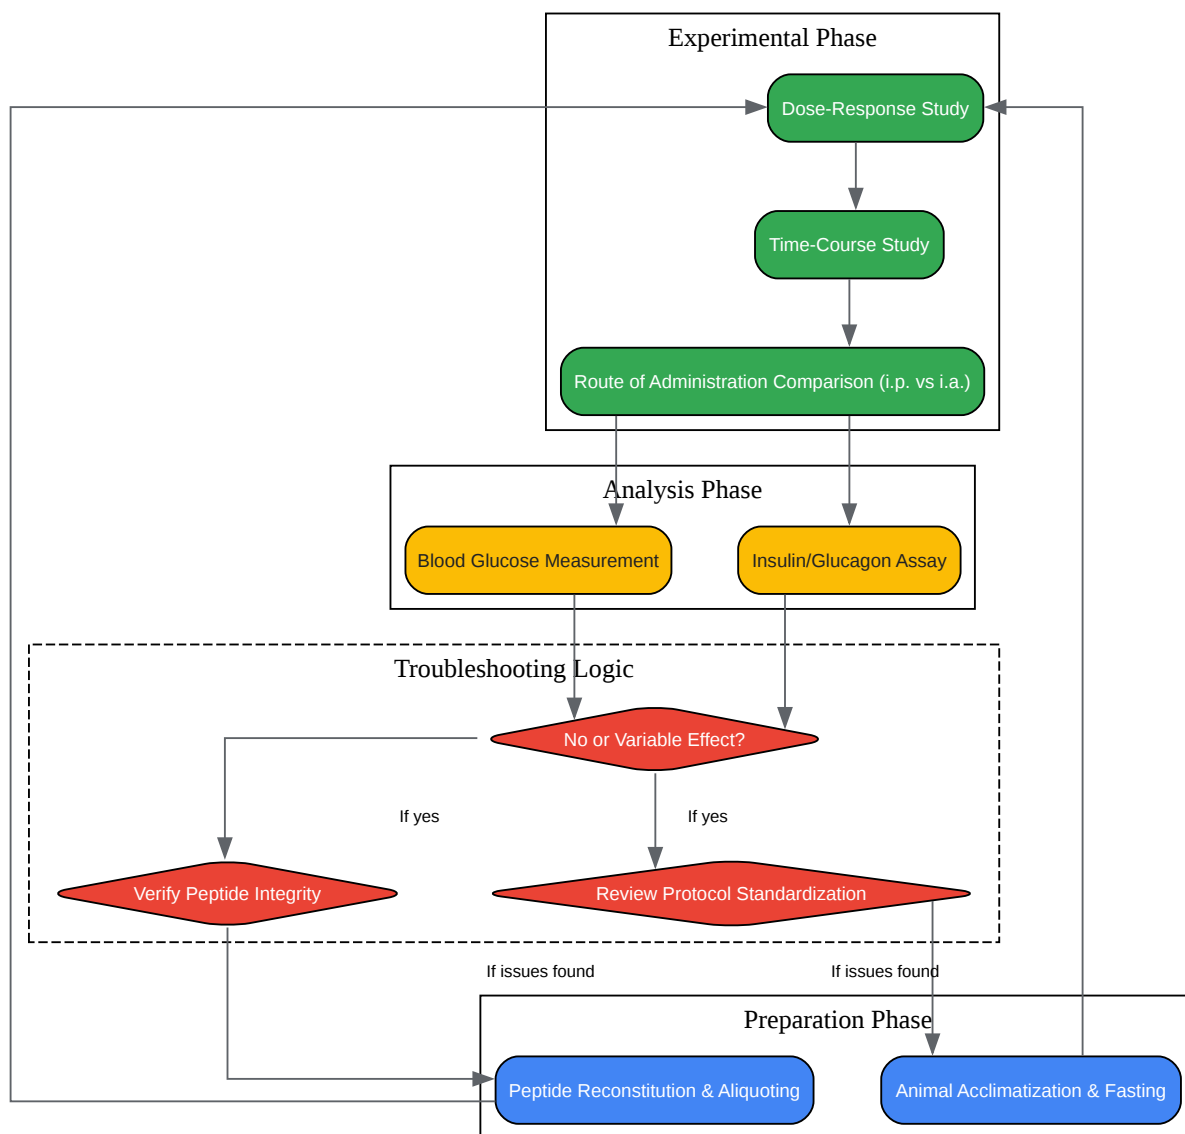 Experimental Phase
Dose-Response Study
Time-Course Study
Route of Administration Comparison (i.p. vs i.a.)
Analysis Phase
Blood Glucose Measurement
Insulin/Glucagon Assay
Troubleshooting Logic
No or Variable Effect?
If yes
If yes
Verify Peptide Integrity
Review Protocol Standardization
If issues found
If issues found
Preparation Phase
Peptide Reconstitution & Aliquoting
Animal Acclimatization & Fasting